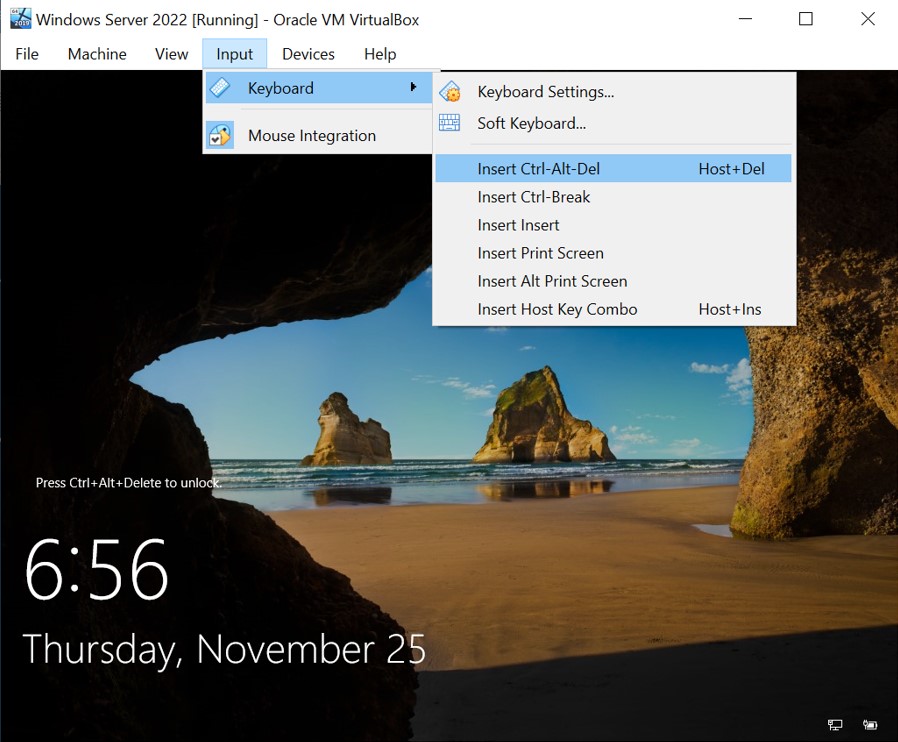 Windows Server 2022 [Running] - Oracle VM VirtualBox
File Machine View Input Devices Help
Keyboard
Mouse Integration
Keyboard Settings...
Soft Keyboard...
Insert Ctrl-Alt-Del Host+Del
Insert Ctrl-Break
Insert Insert
Insert Print Screen
Insert Alt Print Screen
Insert Host Key Combo Host+Ins
Press Ctrl+Alt+Delete to unlock.
6:56
Thursday, November 25